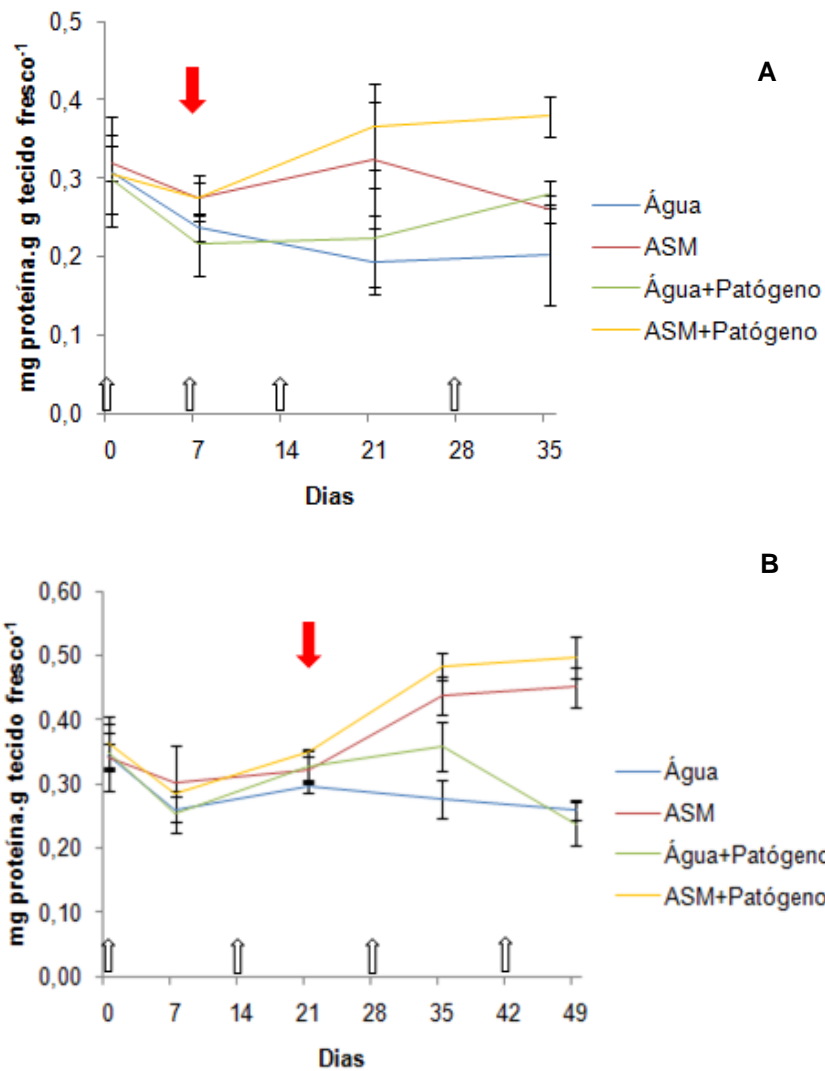 A
mg proteína.g g tecido fresco-¹
0,5
0,4
0,3
0,2
0,1
0,0
0 7 14 21 28 35
Dias
Água
ASM
Água+Patógeno
ASM+Patógeno
B
mg proteína.g tecido fresco-¹
0,60
0,50
0,40
0,30
0,20
0,10
0,00
0 7 14 21 28 35 42 49
Dias
Água
ASM
Água+Patógeno
ASM+Patógeno